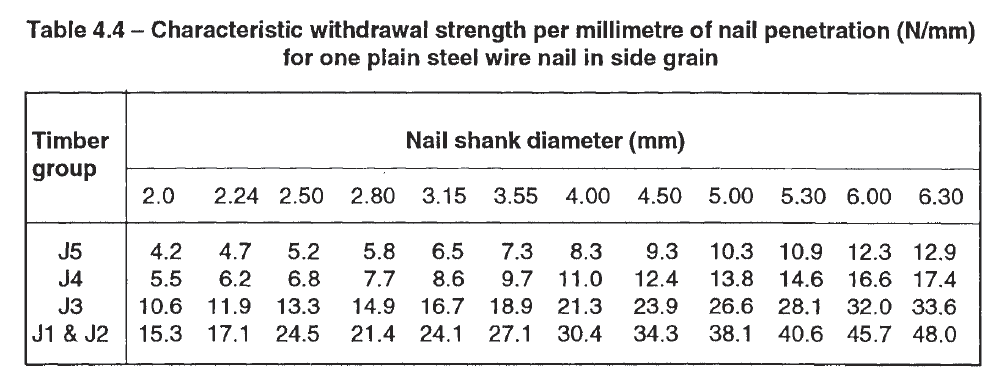 Table 4.4 – Characteristic withdrawal strength per millimetre of nail penetration (N/mm)
for one plain steel wire nail in side grain
Timber group Nail shank diameter (mm)
2.0 2.24 2.50 2.80 3.15 3.55 4.00 4.50 5.00 5.30 6.00 6.30
J5 4.2 4.7 5.2 5.8 6.5 7.3 8.3 9.3 10.3 10.9 12.3 12.9
J4 5.5 6.2 6.8 7.7 8.6 9.7 11.0 12.4 13.8 14.6 16.6 17.4
J3 10.6 11.9 13.3 14.9 16.7 18.9 21.3 23.9 26.6 28.1 32.0 33.6
J1 & J2 15.3 17.1 24.5 21.4 24.1 27.1 30.4 34.3 38.1 40.6 45.7 48.0